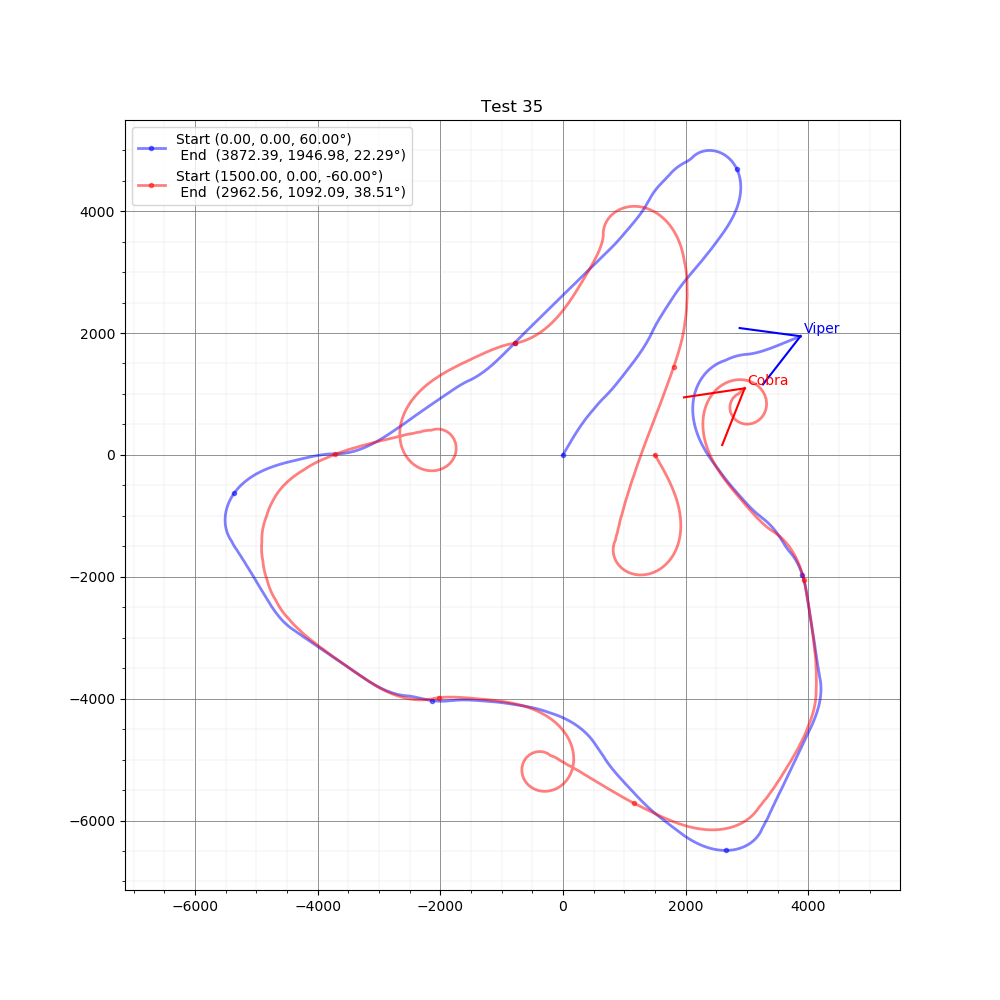 Test 35
Start (0.00, 0.00, 60.00°)
End  (3872.39, 1946.98, 22.29°)
Start (1500.00, 0.00, -60.00°)
End  (2962.56, 1092.09, 38.51°)
4000
2000
0
−2000
−4000
−6000
Viper
Cobra
−6000 −4000 −2000 0 2000 4000